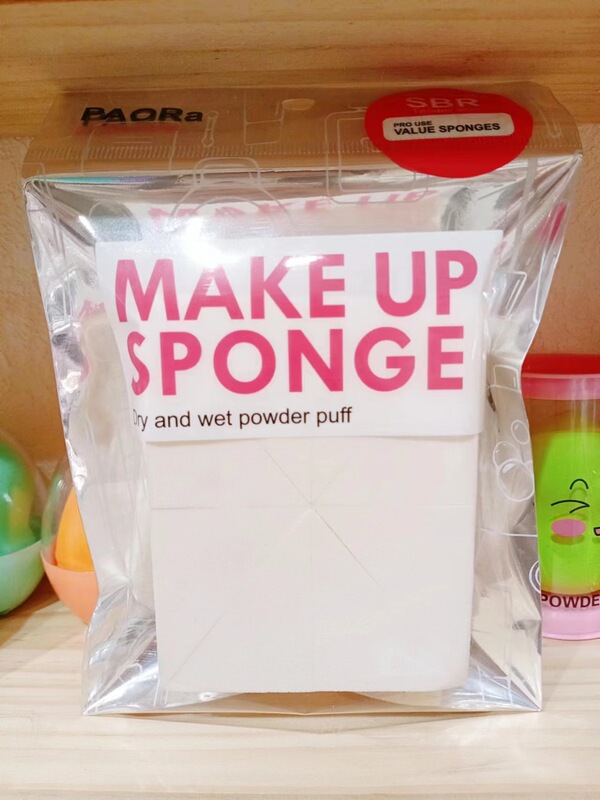 PAORa
SBR
PRO USE
VALUE SPONGES
MAKE UP
SPONGE
Dry and wet powder puff
POWDE